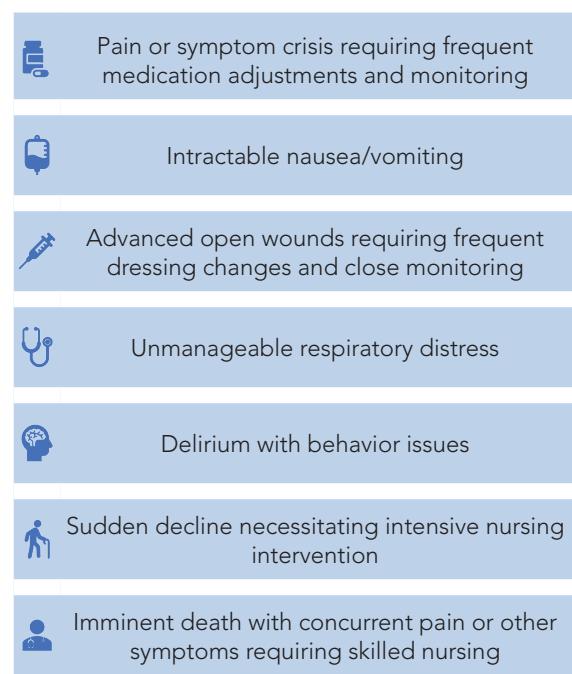 Pain or symptom crisis requiring frequent
medication adjustments and monitoring
Intractable nausea/vomiting
Advanced open wounds requiring frequent
dressing changes and close monitoring
Unmanageable respiratory distress
Delirium with behavior issues
Sudden decline necessitating intensive nursing
intervention
Imminent death with concurrent pain or other
symptoms requiring skilled nursing